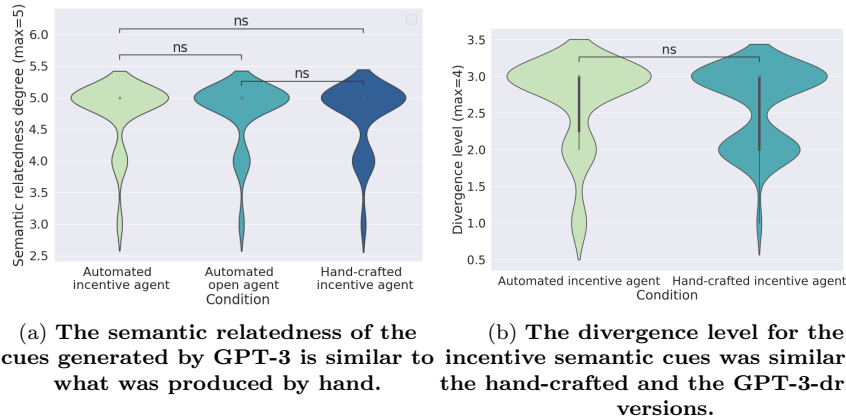 Semantic relatedness degree (max=5)
6.0
5.5
5.0
4.5
4.0
3.5
3.0
2.5
ns
ns
ns
Automated
incentive agent
Automated
open agent
Hand-crafted
incentive agent
Condition
(a) The semantic relatedness of the
cues generated by GPT-3 is similar to
what was produced by hand.
Divergence level (max=4)
3.5
3.0
2.5
2.0
1.5
1.0
0.5
ns
Automated incentive agent
Hand-crafted incentive agent
Condition
(b) The divergence level for the
incentive semantic cues was similar
the hand-crafted and the GPT-3-dr
versions.